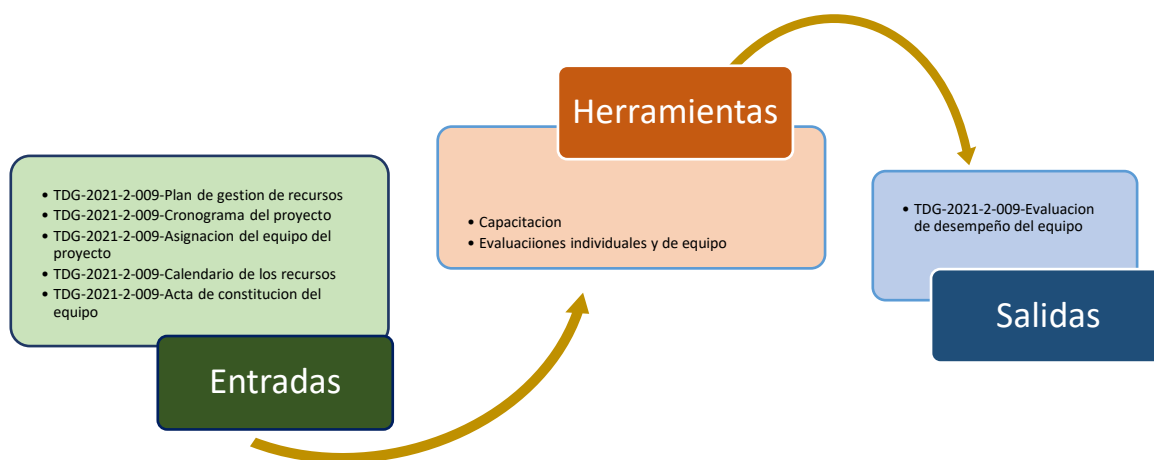 • TDG-2021-2-009-Plan de gestion de recursos
• TDG-2021-2-009-Cronograma del proyecto
• TDG-2021-2-009-Asignacion del equipo del
proyecto
• TDG-2021-2-009-Calendario de los recursos
• TDG-2021-2-009-Acta de constitucion del
equipo
Entradas
Herramientas
• Capacitacion
• Evaluaciiones individuales y de equipo
• TDG-2021-2-009-Evaluacion
de desempeño del equipo
Salidas